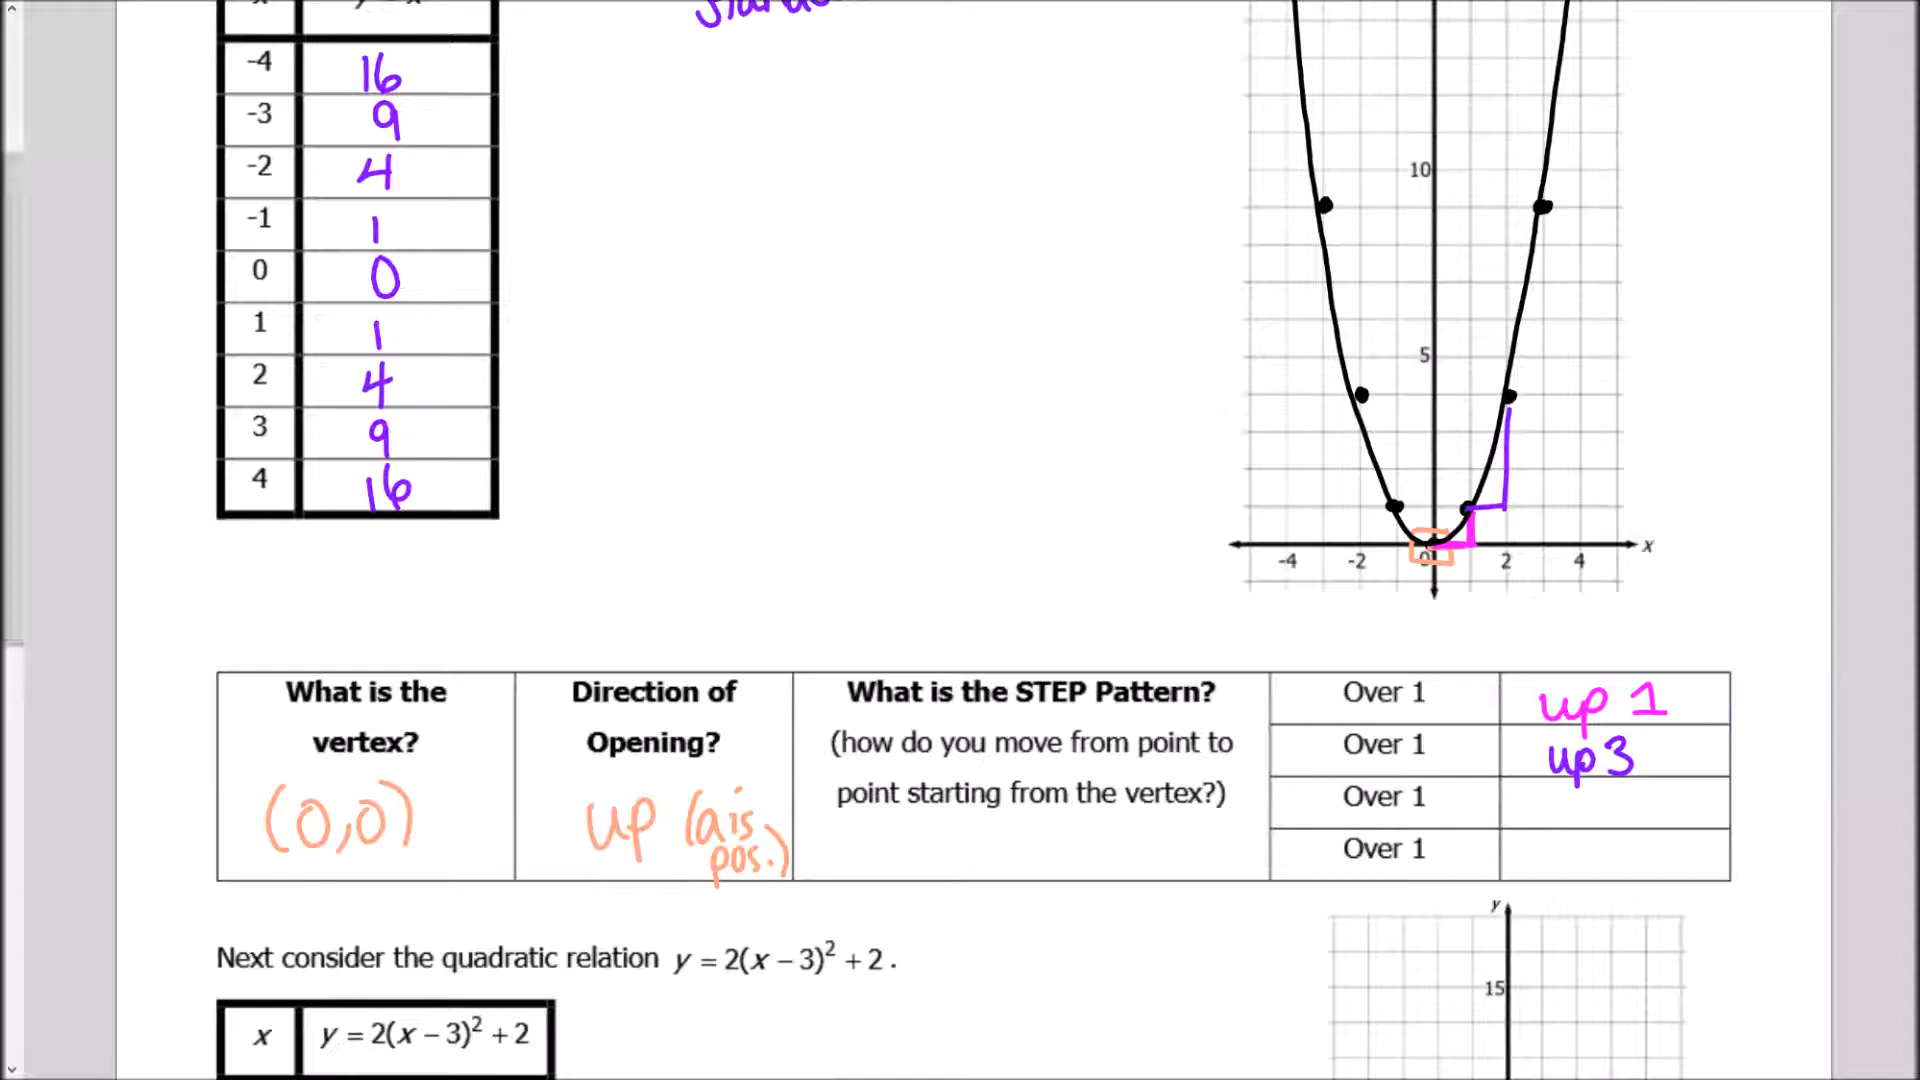 -4 16
-3 9
-2 4
-1 1
0 0
1 1
2 4
3 9
4 16
10
5
-4 -2 0 2 4 x
What is the vertex?
(0,0)
Direction of Opening?
up (a is pos.)
What is the STEP Pattern?
(how do you move from point to
point starting from the vertex?)
Over 1 up 1
Over 1 up 3
Over 1
Over 1
Next consider the quadratic relation y = 2(x − 3)² + 2 .
x y = 2(x − 3)² + 2
y
15